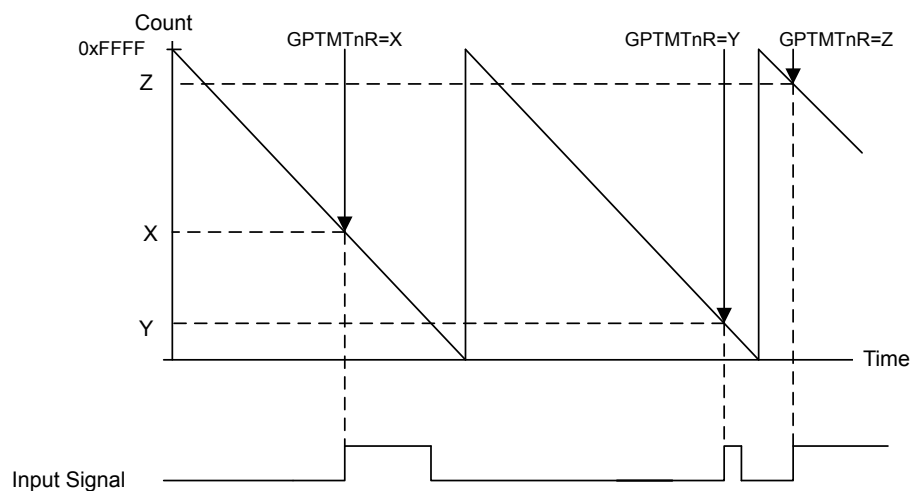 Count
0xFFFF
GPTMTnR=X
GPTMTnR=Y
GPTMTnR=Z
Z
X
Y
Time
Input Signal